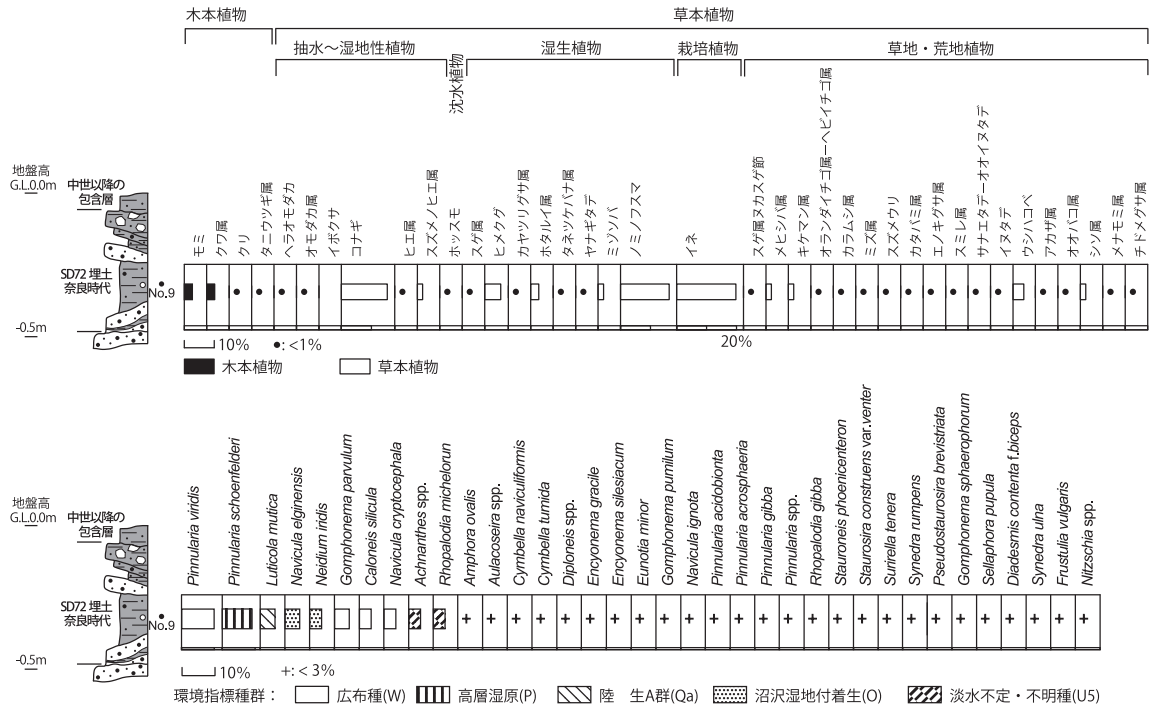 木本植物 草本植物
抽水～湿地性植物 沈水植物 湿生植物 栽培植物 草地・荒地植物
地盤高
G.L.0.0m
中世以降の
包含層
SD72 埋土
奈良時代
No.9
-0.5m
モミ
クワ属
クリ
タニウツギ属
ヘラオモダカ
オモダカ属
イボクサ
コナギ
ヒエ属
スズメノヒエ属
ホッスモ
スゲ属
ヒメクグ
カヤツリグサ属
ホタルイ属
タネツケバナ属
ヤナギタデ
ミゾソバ
ノミノフスマ
イネ
スゲ属ヌカスゲ節
メヒシバ属
キケマン属
オランダイチゴ属ーヘビイチゴ属
カラムシ属
ミズ属
スズメウリ
カタバミ属
エノキグサ属
スミレ属
サナエタデーオオイヌタデ
イヌタデ
ウシハコベ
アカザ属
オオバコ属
シソ属
メナモミ属
チドメグサ属
10% ●:<1% 20%
木本植物 草本植物
地盤高
G.L.0.0m
中世以降の
包含層
SD72 埋土
奈良時代
No.9
-0.5m
Pinnularia viridis
Pinnularia schoenfelderi
Luticola mutica
Navicula elginensis
Neidium iridis
Gomphonema parvulum
Caloneis silicula
Navicula cryptocephala
Achnanthes spp.
Rhopalodia michelorun
Amphora ovalis
Aulacoseira spp.
Cymbella naviculiformis
Cymbella tumida
Diploneis spp.
Encyonema gracile
Encyonema silesiacum
Eunotia minor
Gomphonema pumilum
Navicula ignota
Pinnularia acidobionta
Pinnularia acrosphaeria
Pinnularia gibba
Pinnularia spp.
Rhopalodia gibba
Stauroneis phoenicenteron
Staurosira construens var.venter
Surirella tenera
Synedra rumpens
Pseudostaurosira brevistriata
Gomphonema sphaerophorum
Sellaphora pupula
Diadesmis contenta f.biceps
Synedra ulna
Frustulia vulgaris
Nitzschia spp.
10% +:< 3%
環境指標種群： 広布種(W) 高層湿原(P) 陸 生A群(Qa) 沼沢湿地付着生(O) 淡水不定・不明種(U5)